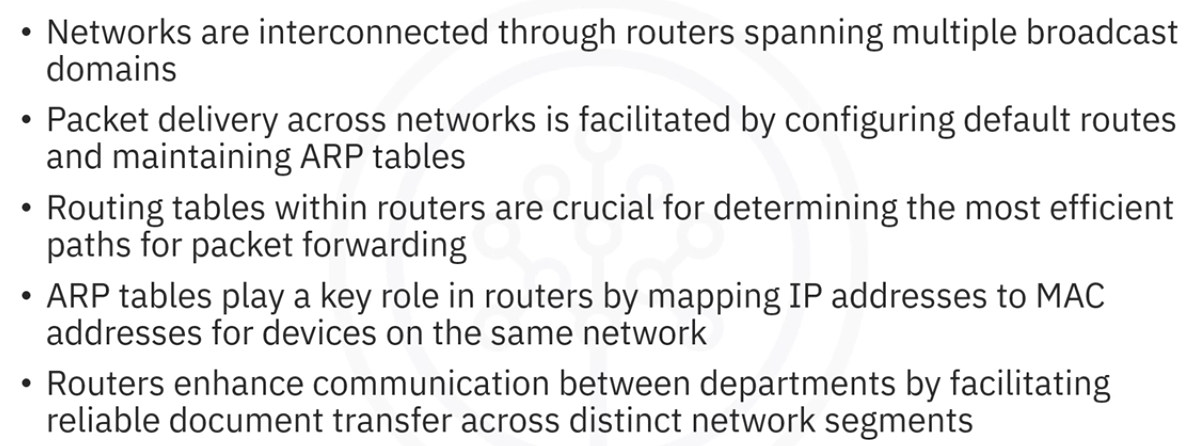 • Networks are interconnected through routers spanning multiple broadcast
domains
• Packet delivery across networks is facilitated by configuring default routes
and maintaining ARP tables
• Routing tables within routers are crucial for determining the most efficient
paths for packet forwarding
• ARP tables play a key role in routers by mapping IP addresses to MAC
addresses for devices on the same network
• Routers enhance communication between departments by facilitating
reliable document transfer across distinct network segments